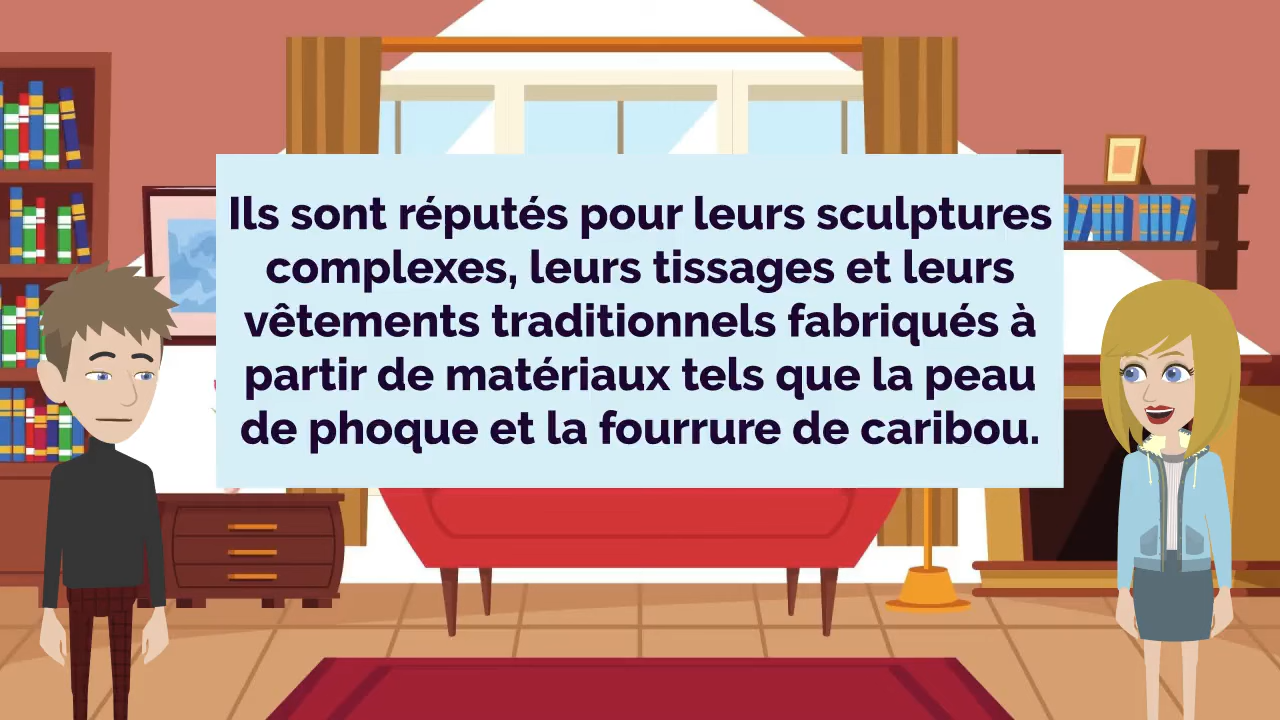 Ils sont réputés pour leurs sculptures
complexes, leurs tissages et leurs
vêtements traditionnels fabriqués à
partir de matériaux tels que la peau
de phoque et la fourrure de caribou.